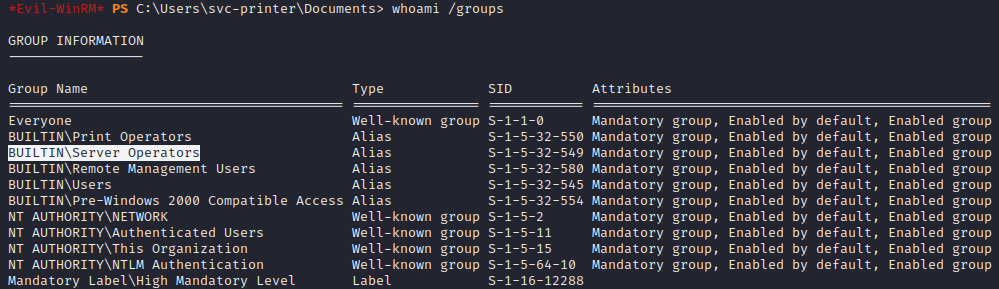 *Evil-WinRM* PS C:\Users\svc-printer\Documents> whoami /groups
GROUP INFORMATION
-----------------
Group Name Type SID Attributes
========================================== ================ ============ ==================================================
Everyone Well-known group S-1-1-0 Mandatory group, Enabled by default, Enabled group
BUILTIN\Print Operators Alias S-1-5-32-550 Mandatory group, Enabled by default, Enabled group
BUILTIN\Server Operators Alias S-1-5-32-549 Mandatory group, Enabled by default, Enabled group
BUILTIN\Remote Management Users Alias S-1-5-32-580 Mandatory group, Enabled by default, Enabled group
BUILTIN\Users Alias S-1-5-32-545 Mandatory group, Enabled by default, Enabled group
BUILTIN\Pre-Windows 2000 Compatible Access Alias S-1-5-32-554 Mandatory group, Enabled by default, Enabled group
NT AUTHORITY\NETWORK Well-known group S-1-5-2 Mandatory group, Enabled by default, Enabled group
NT AUTHORITY\Authenticated Users Well-known group S-1-5-11 Mandatory group, Enabled by default, Enabled group
NT AUTHORITY\This Organization Well-known group S-1-5-15 Mandatory group, Enabled by default, Enabled group
NT AUTHORITY\NTLM Authentication Well-known group S-1-5-64-10 Mandatory group, Enabled by default, Enabled group
Mandatory Label\High Mandatory Level Label S-1-16-12288